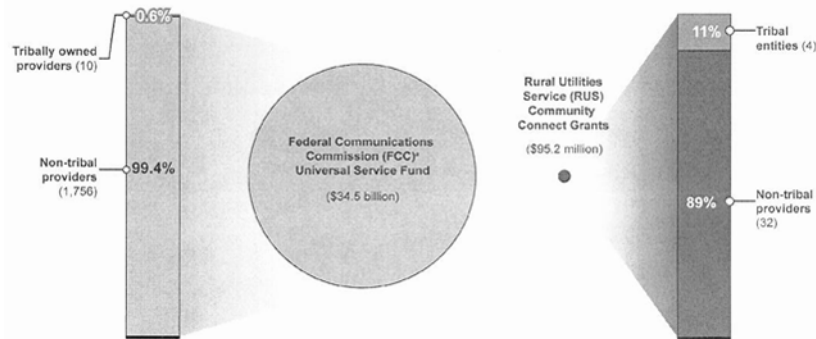 0.6%
Tribally owned
providers (10)
Non-tribal
providers
(1,756)
99.4%
Federal Communications
Commission (FCC)ᵃ
Universal Service Fund
($34.5 billion)
Rural Utilities
Service (RUS)
Community
Connect Grants
($95.2 million)
11%
Tribal
entities (4)
89%
Non-tribal
providers
(32)